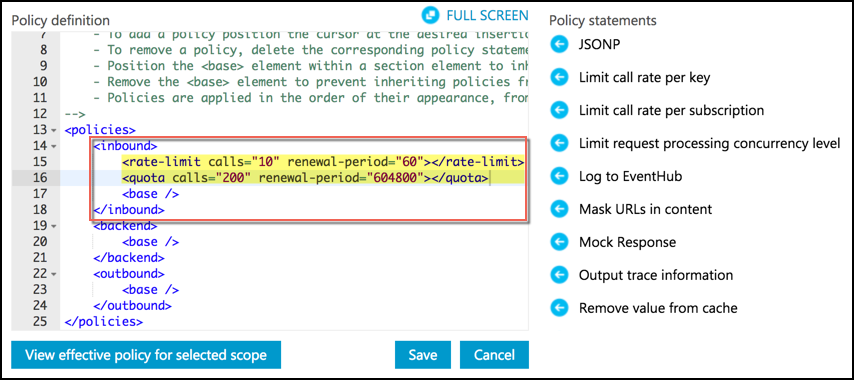 Policy definition
FULL SCREEN
7 - To add a policy position the cursor at the desired insertio
8 - To remove a policy, delete the corresponding policy stateme
9 - Position the <base> element within a section element to inh
10 - Remove the <base> element to prevent inheriting policies fr
11 - Policies are applied in the order of their appearance, from
12 -->
13 <policies>
14 <inbound>
15 <rate-limit calls="10" renewal-period="60"></rate-limit>
16 <quota calls="200" renewal-period="604800"></quota>
17 <base />
18 </inbound>
19 <backend>
20 <base />
21 </backend>
22 <outbound>
23 <base />
24 </outbound>
25 </policies>
View effective policy for selected scope
Save
Cancel
Policy statements
JSONP
Limit call rate per key
Limit call rate per subscription
Limit request processing concurrency level
Log to EventHub
Mask URLs in content
Mock Response
Output trace information
Remove value from cache